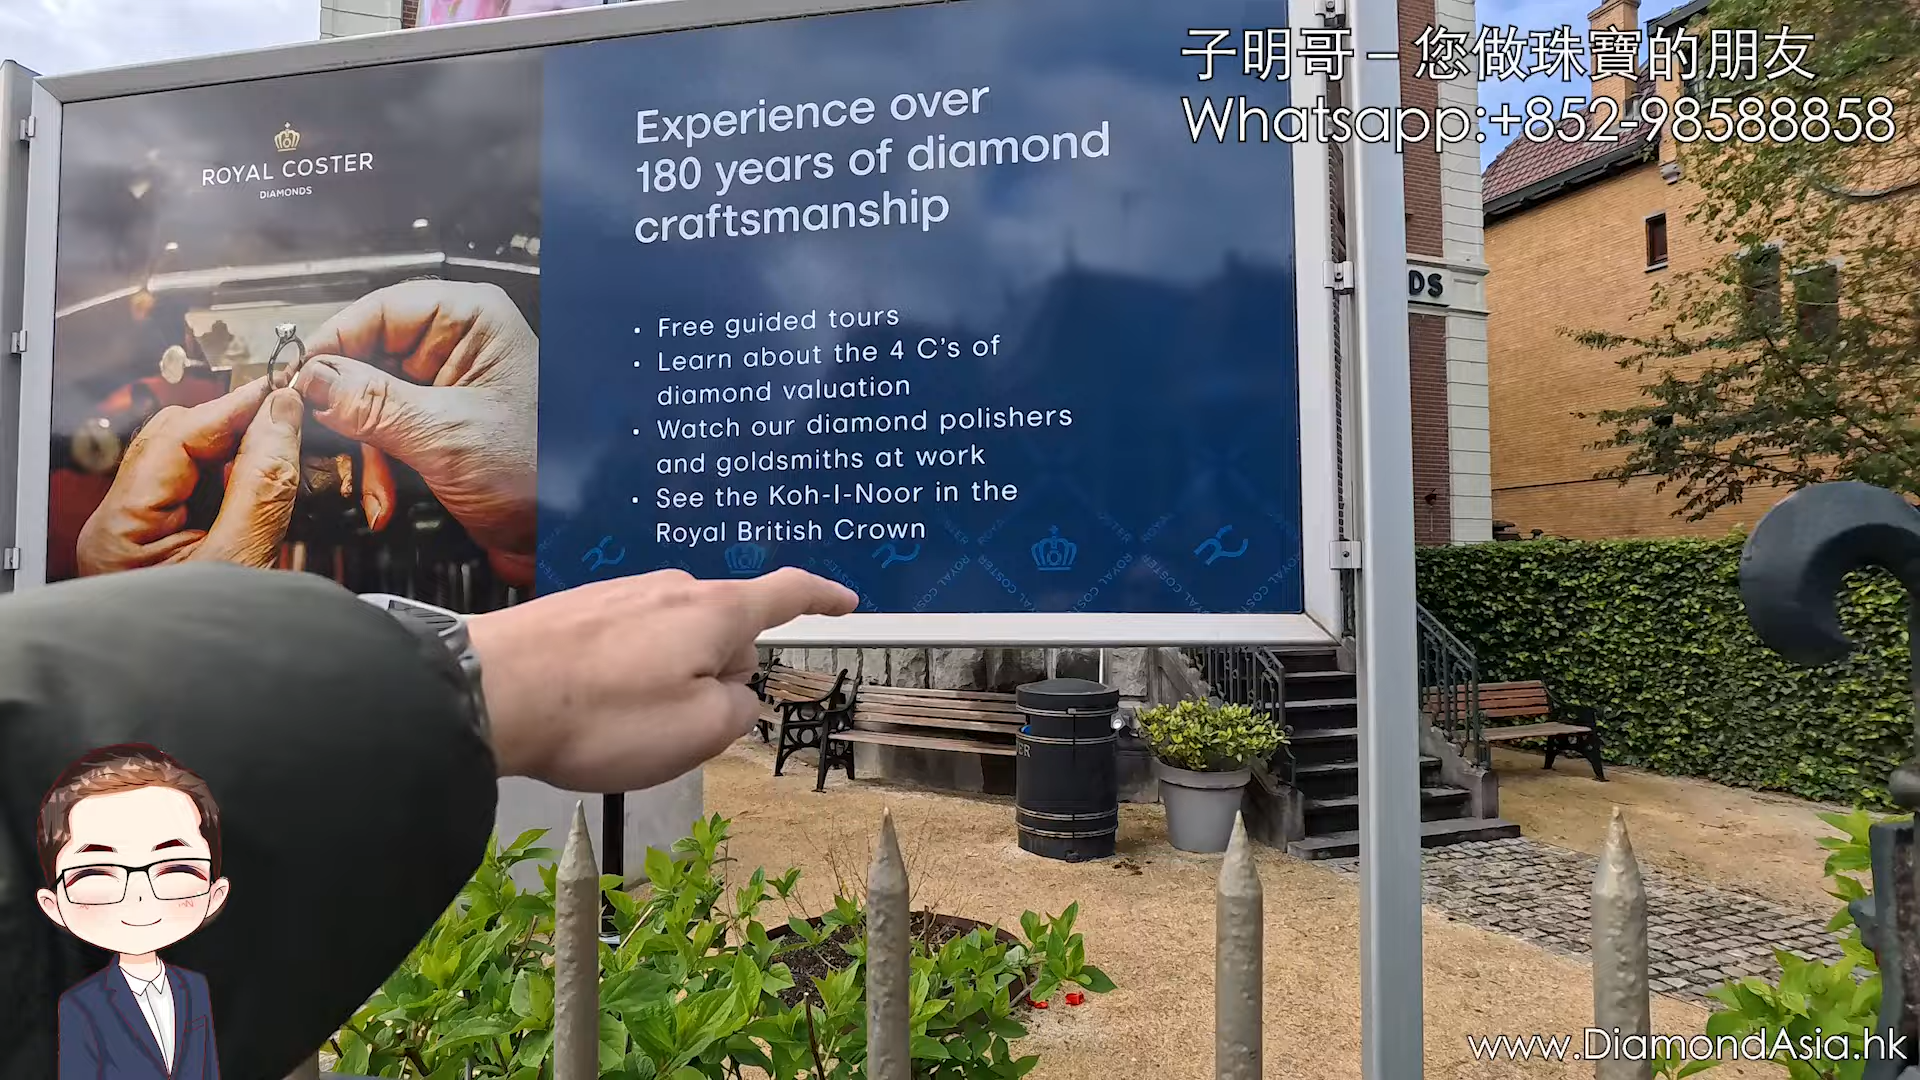 子明哥 – 您做珠寶的朋友
Whatsapp:+852-98588858
ROYAL COSTER
DIAMONDS
Experience over
180 years of diamond
craftsmanship
• Free guided tours
• Learn about the 4 C's of
diamond valuation
• Watch our diamond polishers
and goldsmiths at work
• See the Koh-I-Noor in the
Royal British Crown
DS
www.DiamondAsia.hk